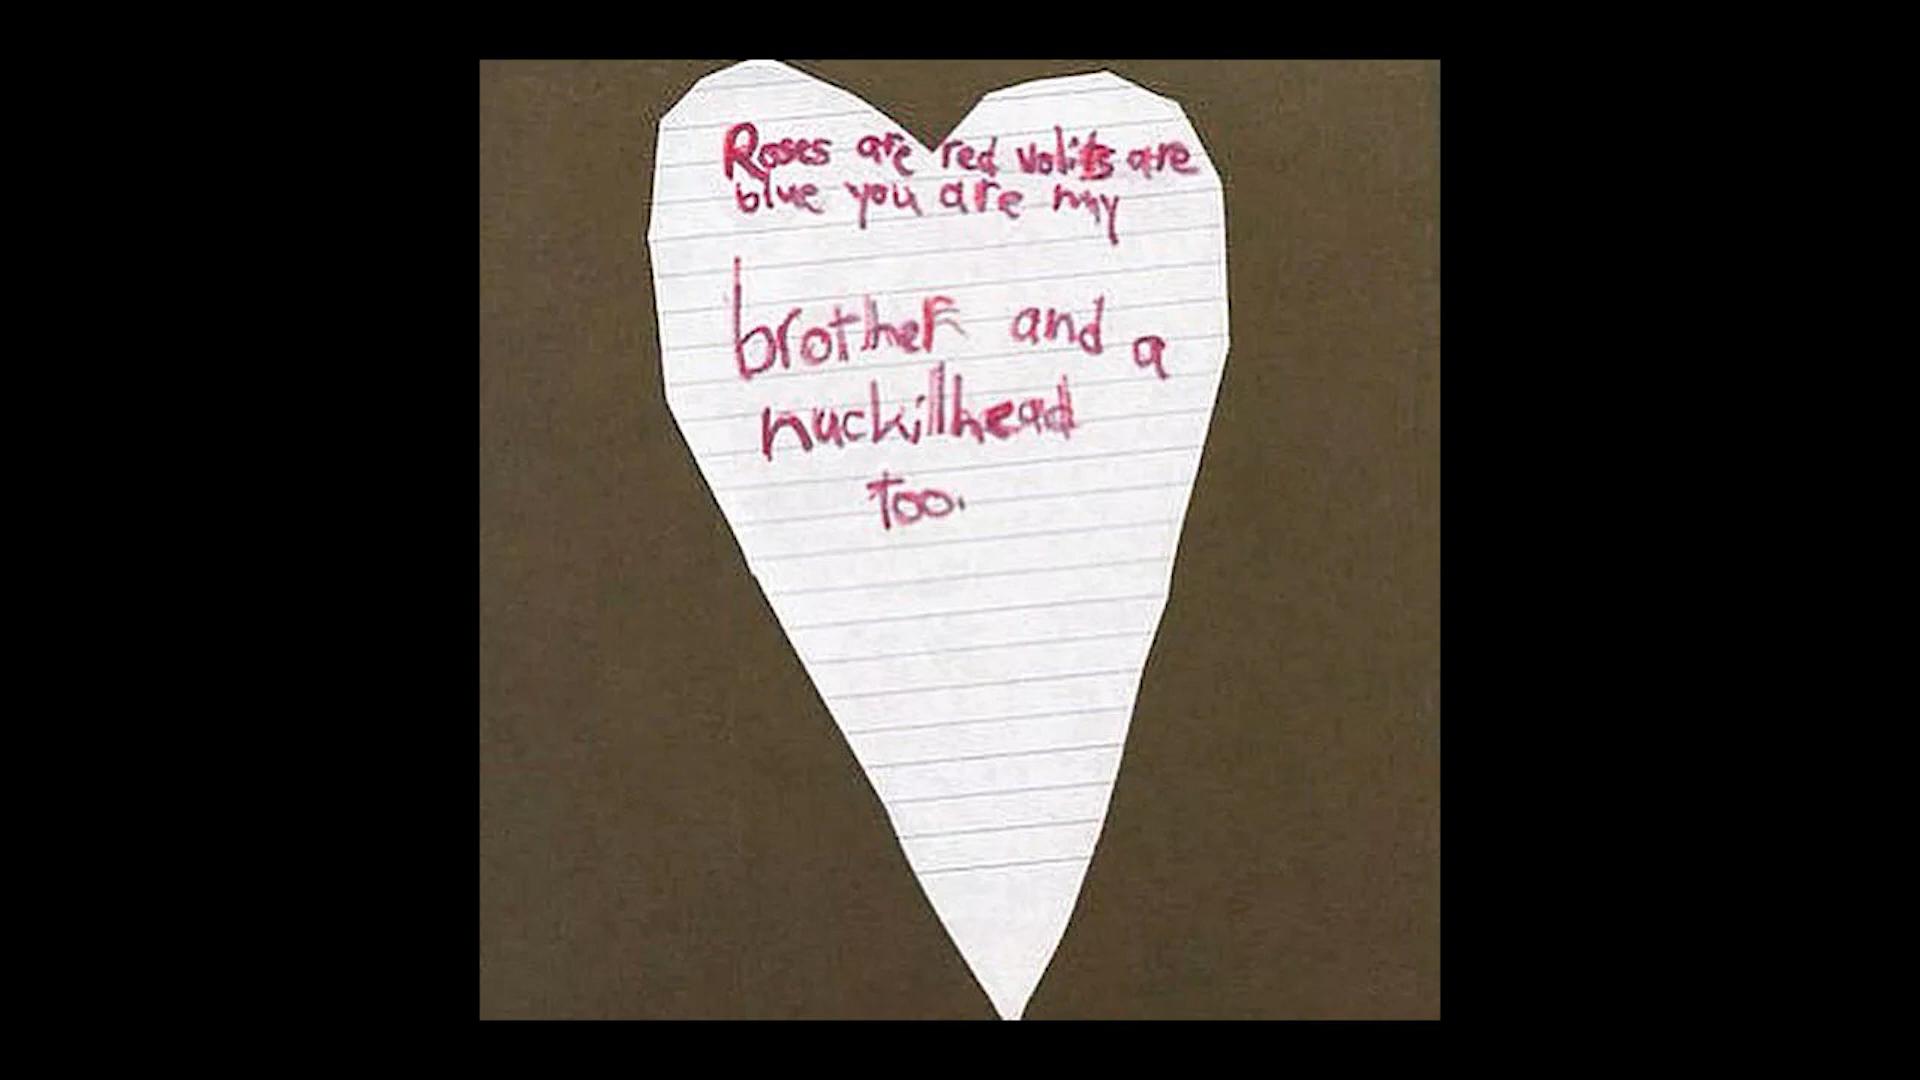 Roses are red volits are
blue you are my
brother and a
nuckillhead
too.